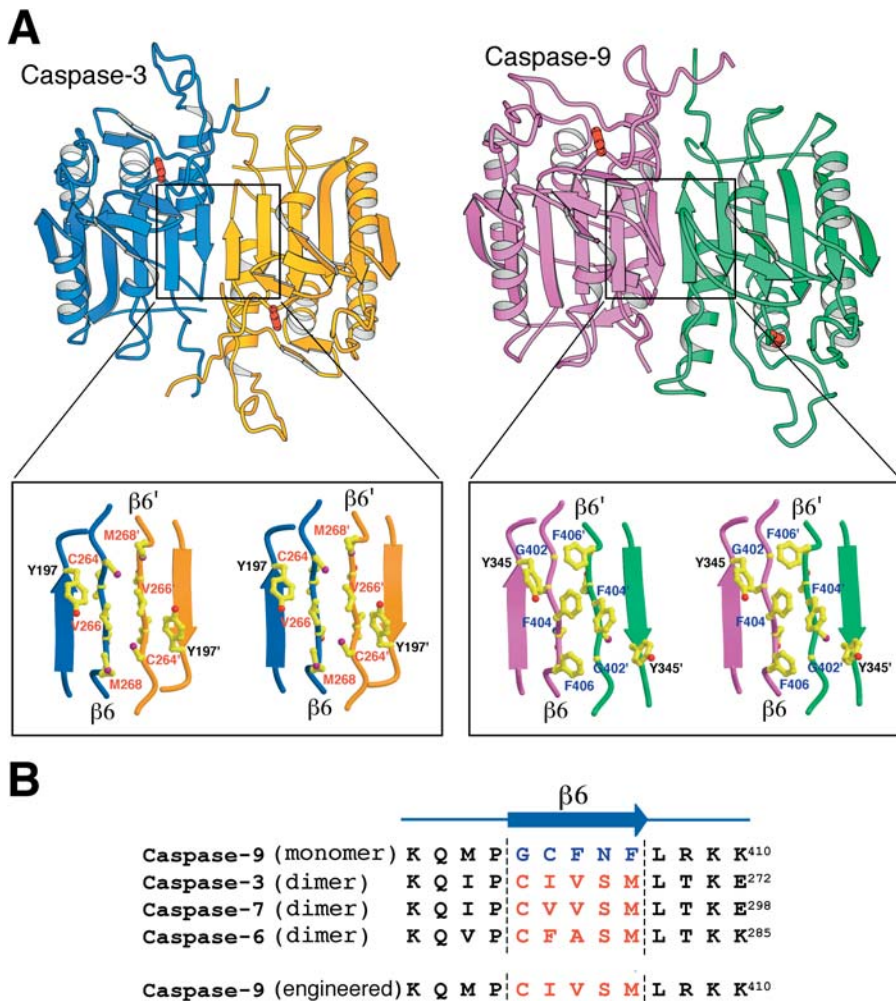 A
Caspase-3
Caspase-9
β6'
M268'
Y197
C264
V266'
V266
Y197'
C264'
M268
β6
β6'
M268'
Y197
C264
V266'
V266
Y197'
C264'
M268
β6
β6'
F406'
G402
Y345
F404'
F404
G402'
Y345'
F406
β6
β6'
F406'
G402
Y345
F404'
F404
G402'
Y345'
F406
β6
B
β6
Caspase-9 (monomer) K Q M P G C F N F L R K K410
Caspase-3 (dimer) K Q I P C I V S M L T K E272
Caspase-7 (dimer) K Q I P C V V S M L T K E298
Caspase-6 (dimer) K Q V P C F A S M L T K K285
Caspase-9 (engineered) K Q M P C I V S M L R K K410